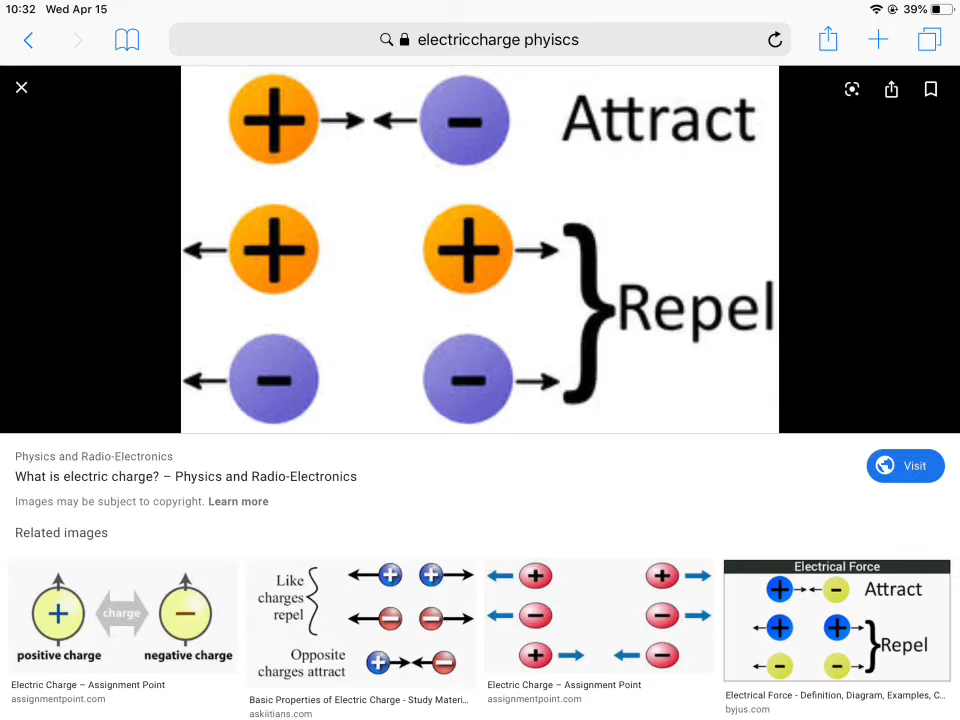 10:32 Wed Apr 15
39%
electriccharge phyiscs
+ - Attract
+ +
Repel
- -
Physics and Radio-Electronics
What is electric charge? – Physics and Radio-Electronics
Visit
Images may be subject to copyright. Learn more
Related images
+ charge -
positive charge negative charge
Electric Charge – Assignment Point
assignmentpoint.com
Like + +
charges
repel - -
Opposite
charges attract + -
Basic Properties of Electric Charge - Study Materi...
askiitians.com
+ +
- -
+ -
Electric Charge – Assignment Point
assignmentpoint.com
Electrical Force
+ - Attract
+ +
Repel
- -
Electrical Force - Definition, Diagram, Examples, C...
byjus.com